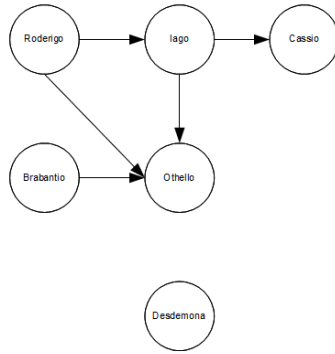 Roderigo
Iago
Cassio
Brabantio
Othello
Desdemona